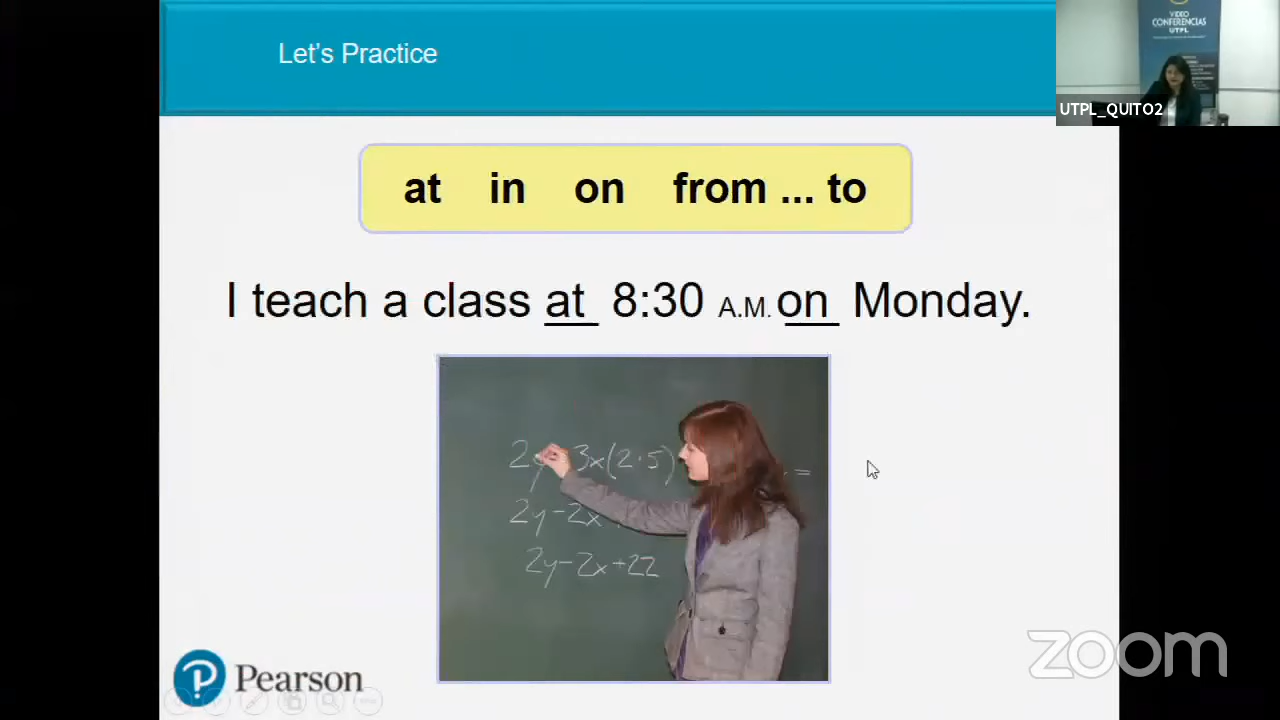 Let's Practice
VIDEO
CONFERENCIAS
UTPL
UTPL_QUITO2
at in on from ... to
I teach a class at 8:30 A.M. on Monday.
2y-2x
2y-2x+22
Pearson
zoom